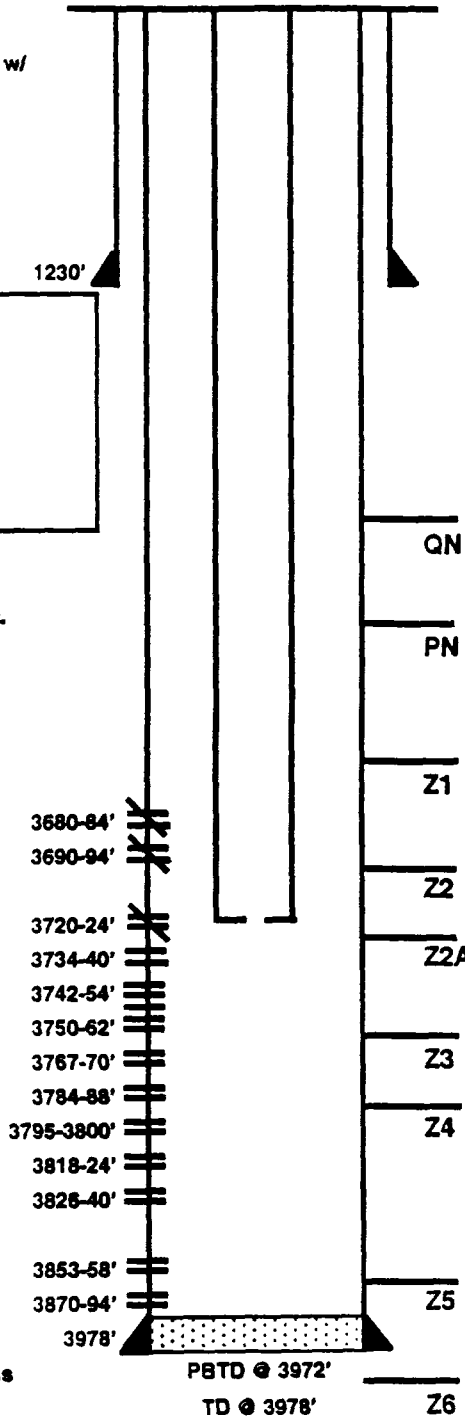 w/
1230'
QN
PN
Z1
3680-84'
3690-94'
Z2
3720-24'
Z2A
3734-40'
3742-54'
3750-62'
Z3
3767-70'
3784-88'
Z4
3795-3800'
3818-24'
3826-40'
3853-58'
3870-94'
Z5
3978'
PBTD @ 3972'
s
Z6
TD @ 3978'